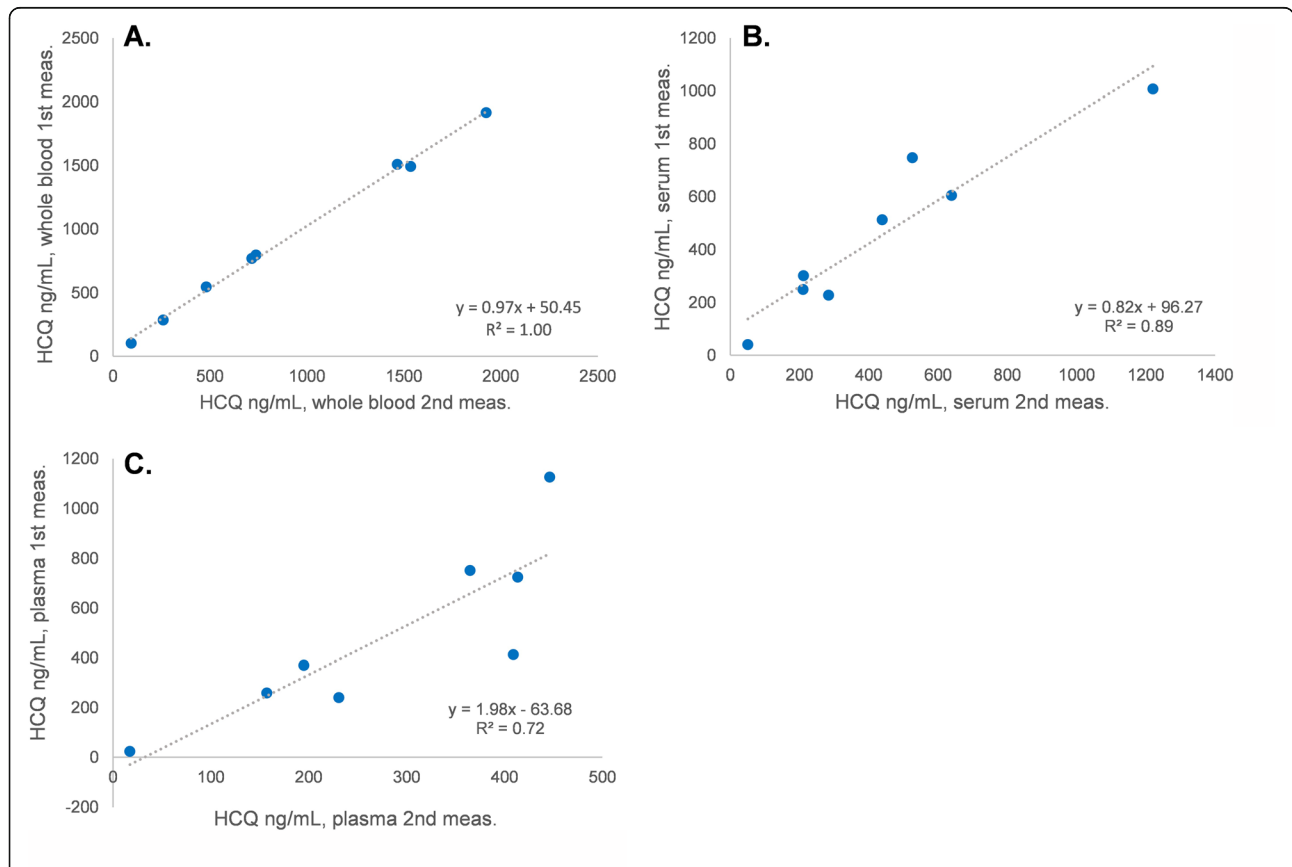 A.
HCQ ng/mL, whole blood 1st meas.
2500
2000
1500
1000
500
0
y = 0.97x + 50.45
R² = 1.00
0 500 1000 1500 2000 2500
HCQ ng/mL, whole blood 2nd meas.
B.
HCQ ng/mL, serum 1st meas.
1200
1000
800
600
400
200
0
y = 0.82x + 96.27
R² = 0.89
0 200 400 600 800 1000 1200 1400
HCQ ng/mL, serum 2nd meas.
C.
HCQ ng/mL, plasma 1st meas.
1200
1000
800
600
400
200
0
-200
y = 1.98x - 63.68
R² = 0.72
0 100 200 300 400 500
HCQ ng/mL, plasma 2nd meas.